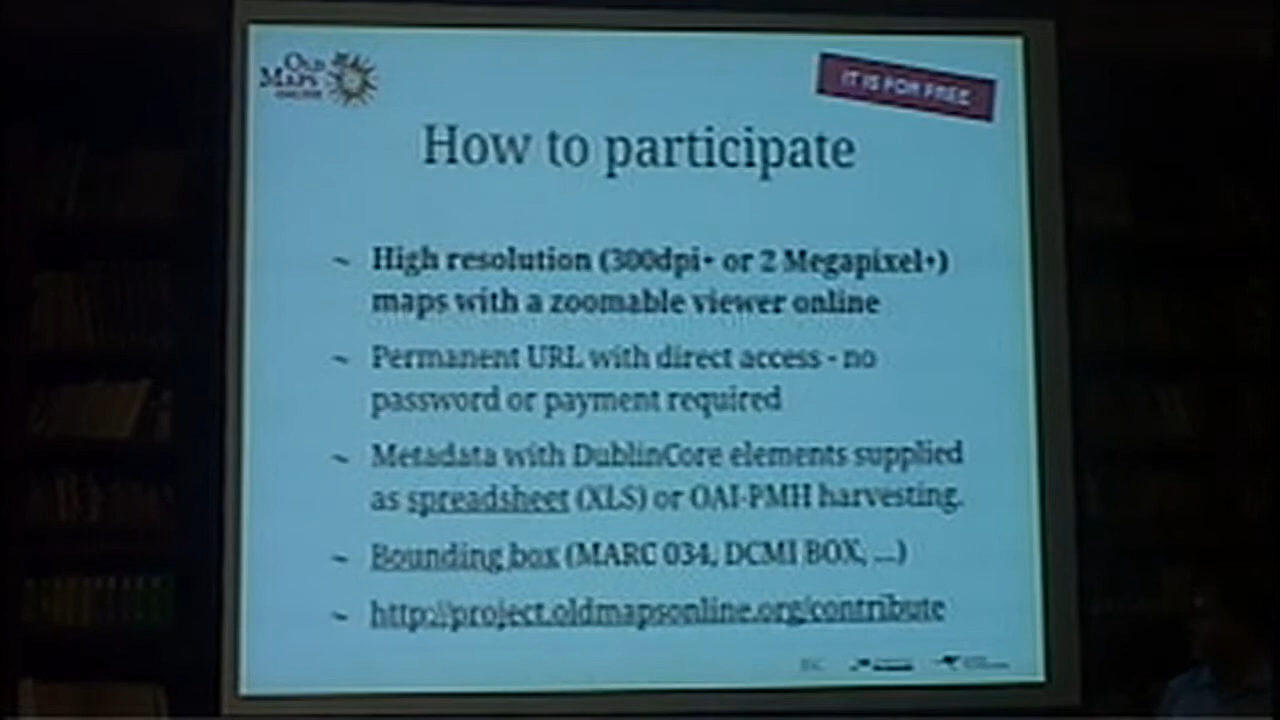 OLD
MAPS
ONLINE
IT IS FOR FREE
How to participate
~ High resolution (300dpi+ or 2 Megapixel+)
maps with a zoomable viewer online
~ Permanent URL with direct access - no
password or payment required
~ Metadata with DublinCore elements supplied
as spreadsheet (XLS) or OAI-PMH harvesting.
~ Bounding box (MARC 034, DCMI BOX, ...)
~ http://project.oldmapsonline.org/contribute